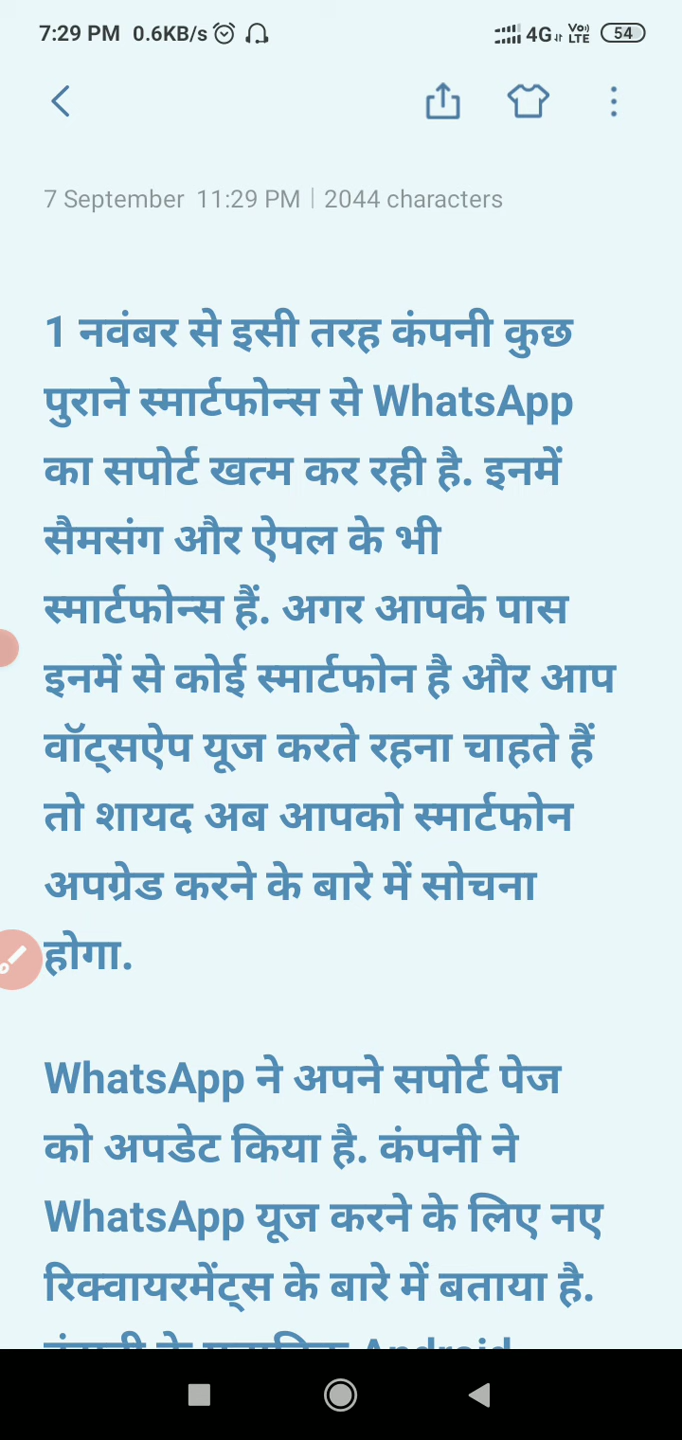 7:29 PM 0.6KB/s 4G Vo) LTE 54
7 September 11:29 PM | 2044 characters
1 नवंबर से इसी तरह कंपनी कुछ
पुराने स्मार्टफोन्स से WhatsApp
का सपोर्ट खत्म कर रही है. इनमें
सैमसंग और ऐपल के भी
स्मार्टफोन्स हैं. अगर आपके पास
इनमें से कोई स्मार्टफोन है और आप
वॉट्सऐप यूज करते रहना चाहते हैं
तो शायद अब आपको स्मार्टफोन
अपग्रेड करने के बारे में सोचना
होगा.
WhatsApp ने अपने सपोर्ट पेज
को अपडेट किया है. कंपनी ने
WhatsApp यूज करने के लिए नए
रिक्वायरमेंट्स के बारे में बताया है.